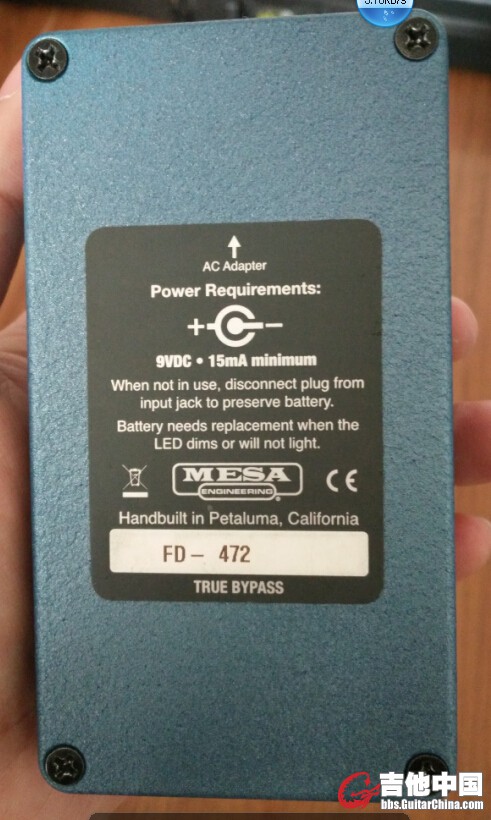 AC Adapter
Power Requirements:
+ −
9VDC • 15mA minimum
When not in use, disconnect plug from
input jack to preserve battery.
Battery needs replacement when the
LED dims or will not light.
MESA
ENGINEERING ®
CE
Handbuilt in Petaluma, California
FD – 472
TRUE BYPASS
吉他中国
bbs.GuitarChina.com